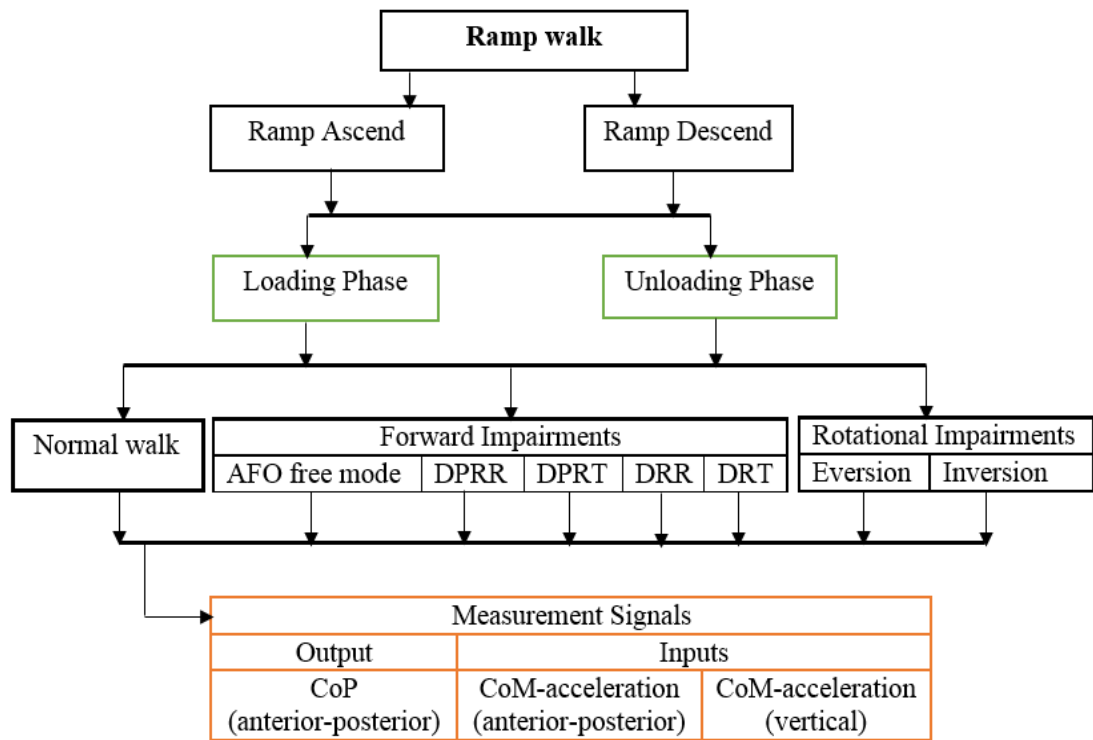 Ramp walk
Ramp Ascend
Ramp Descend
Loading Phase
Unloading Phase
Normal walk
Forward Impairments
AFO free mode
DPRR
DPRT
DRR
DRT
Rotational Impairments
Eversion
Inversion
Measurement Signals
Output
Inputs
CoP
(anterior-posterior)
CoM-acceleration
(anterior-posterior)
CoM-acceleration
(vertical)